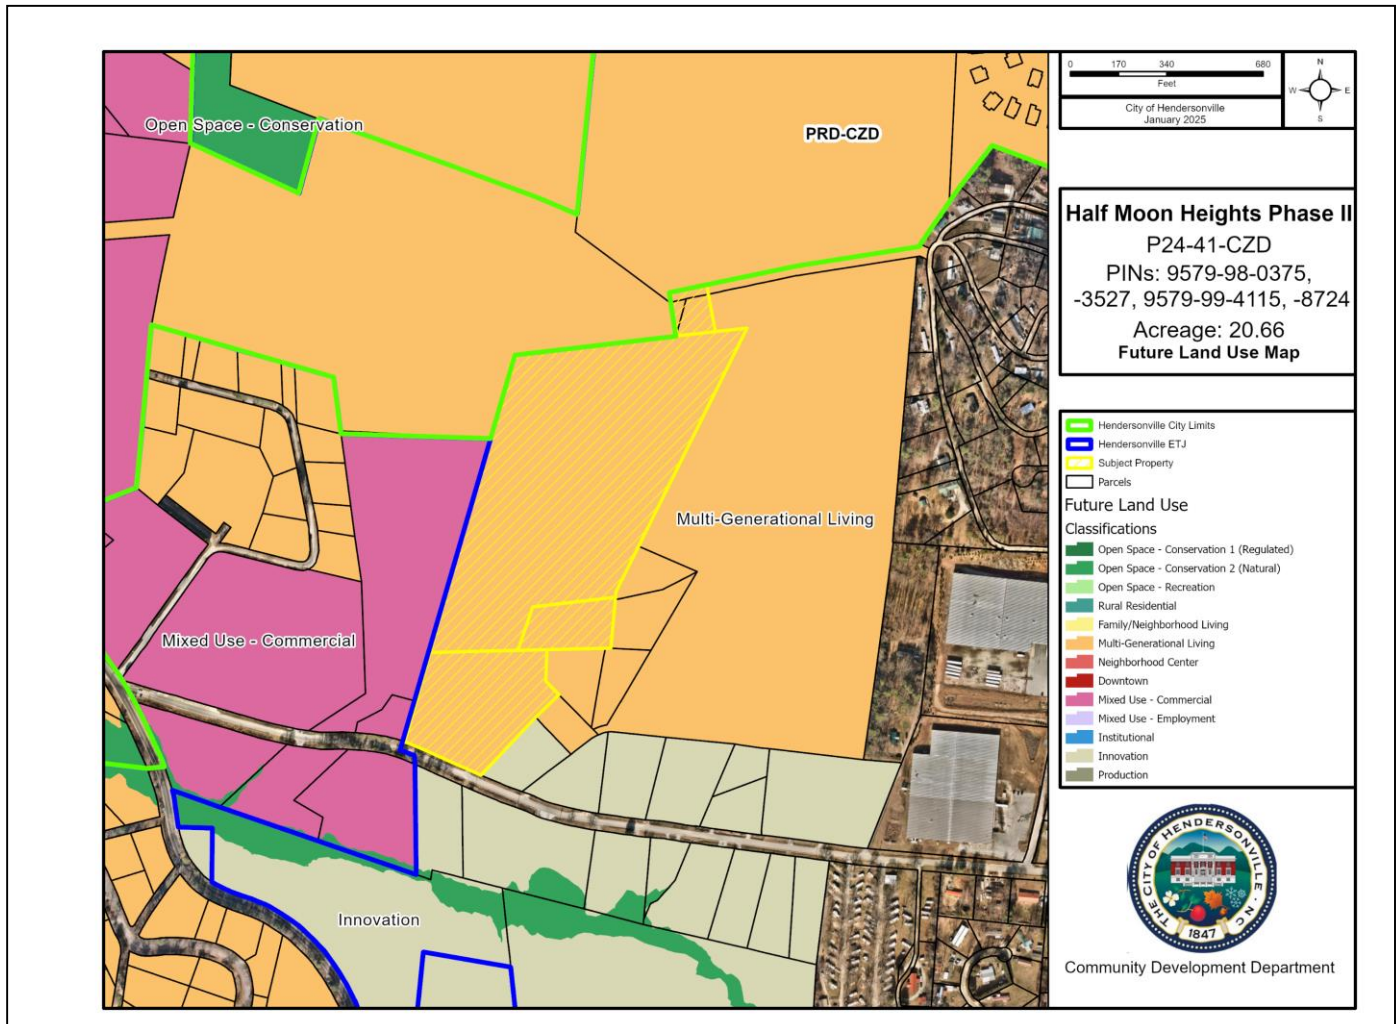 Open Space - Conservation
PRD-CZD
Multi-Generational Living
Mixed Use - Commercial
Innovation
0 170 340 680
Feet
City of Hendersonville
January 2025
N
W E
S
Half Moon Heights Phase II
P24-41-CZD
PINs: 9579-98-0375,
-3527, 9579-99-4115, -8724
Acreage: 20.66
Future Land Use Map
Hendersonville City Limits
Hendersonville ETJ
Subject Property
Parcels
Future Land Use
Classifications
Open Space - Conservation 1 (Regulated)
Open Space - Conservation 2 (Natural)
Open Space - Recreation
Rural Residential
Family/Neighborhood Living
Multi-Generational Living
Neighborhood Center
Downtown
Mixed Use - Commercial
Mixed Use - Employment
Institutional
Innovation
Production
THE CITY OF HENDERSONVILLE · NC
1847
Community Development Department